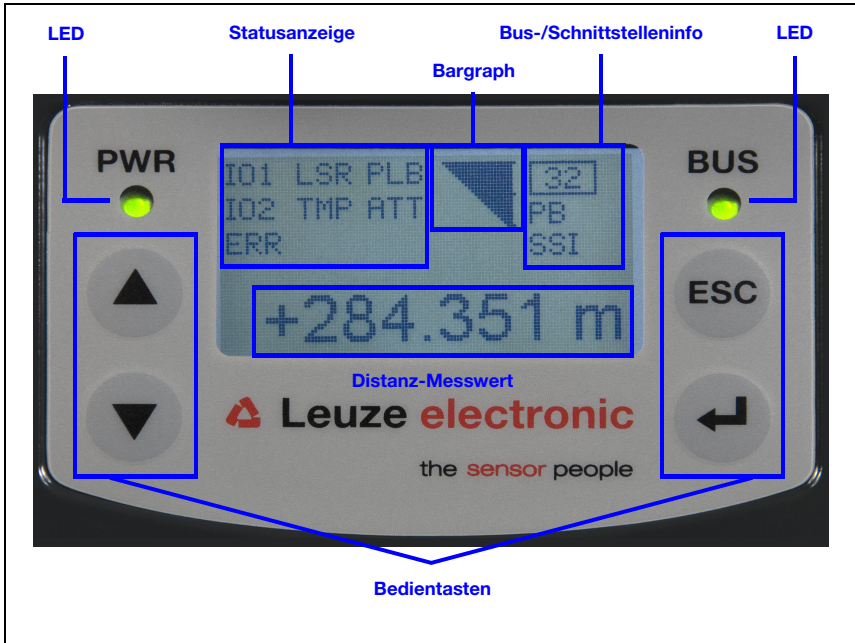 LED Statusanzeige Bus-/Schnittstelleninfo LED
Bargraph
PWR BUS
IO1 LSR PLB 32
IO2 TMP ATT PB
ERR SSI
ESC
+284.351 m
Distanz-Messwert
Leuze electronic
the sensor people
Bedientasten